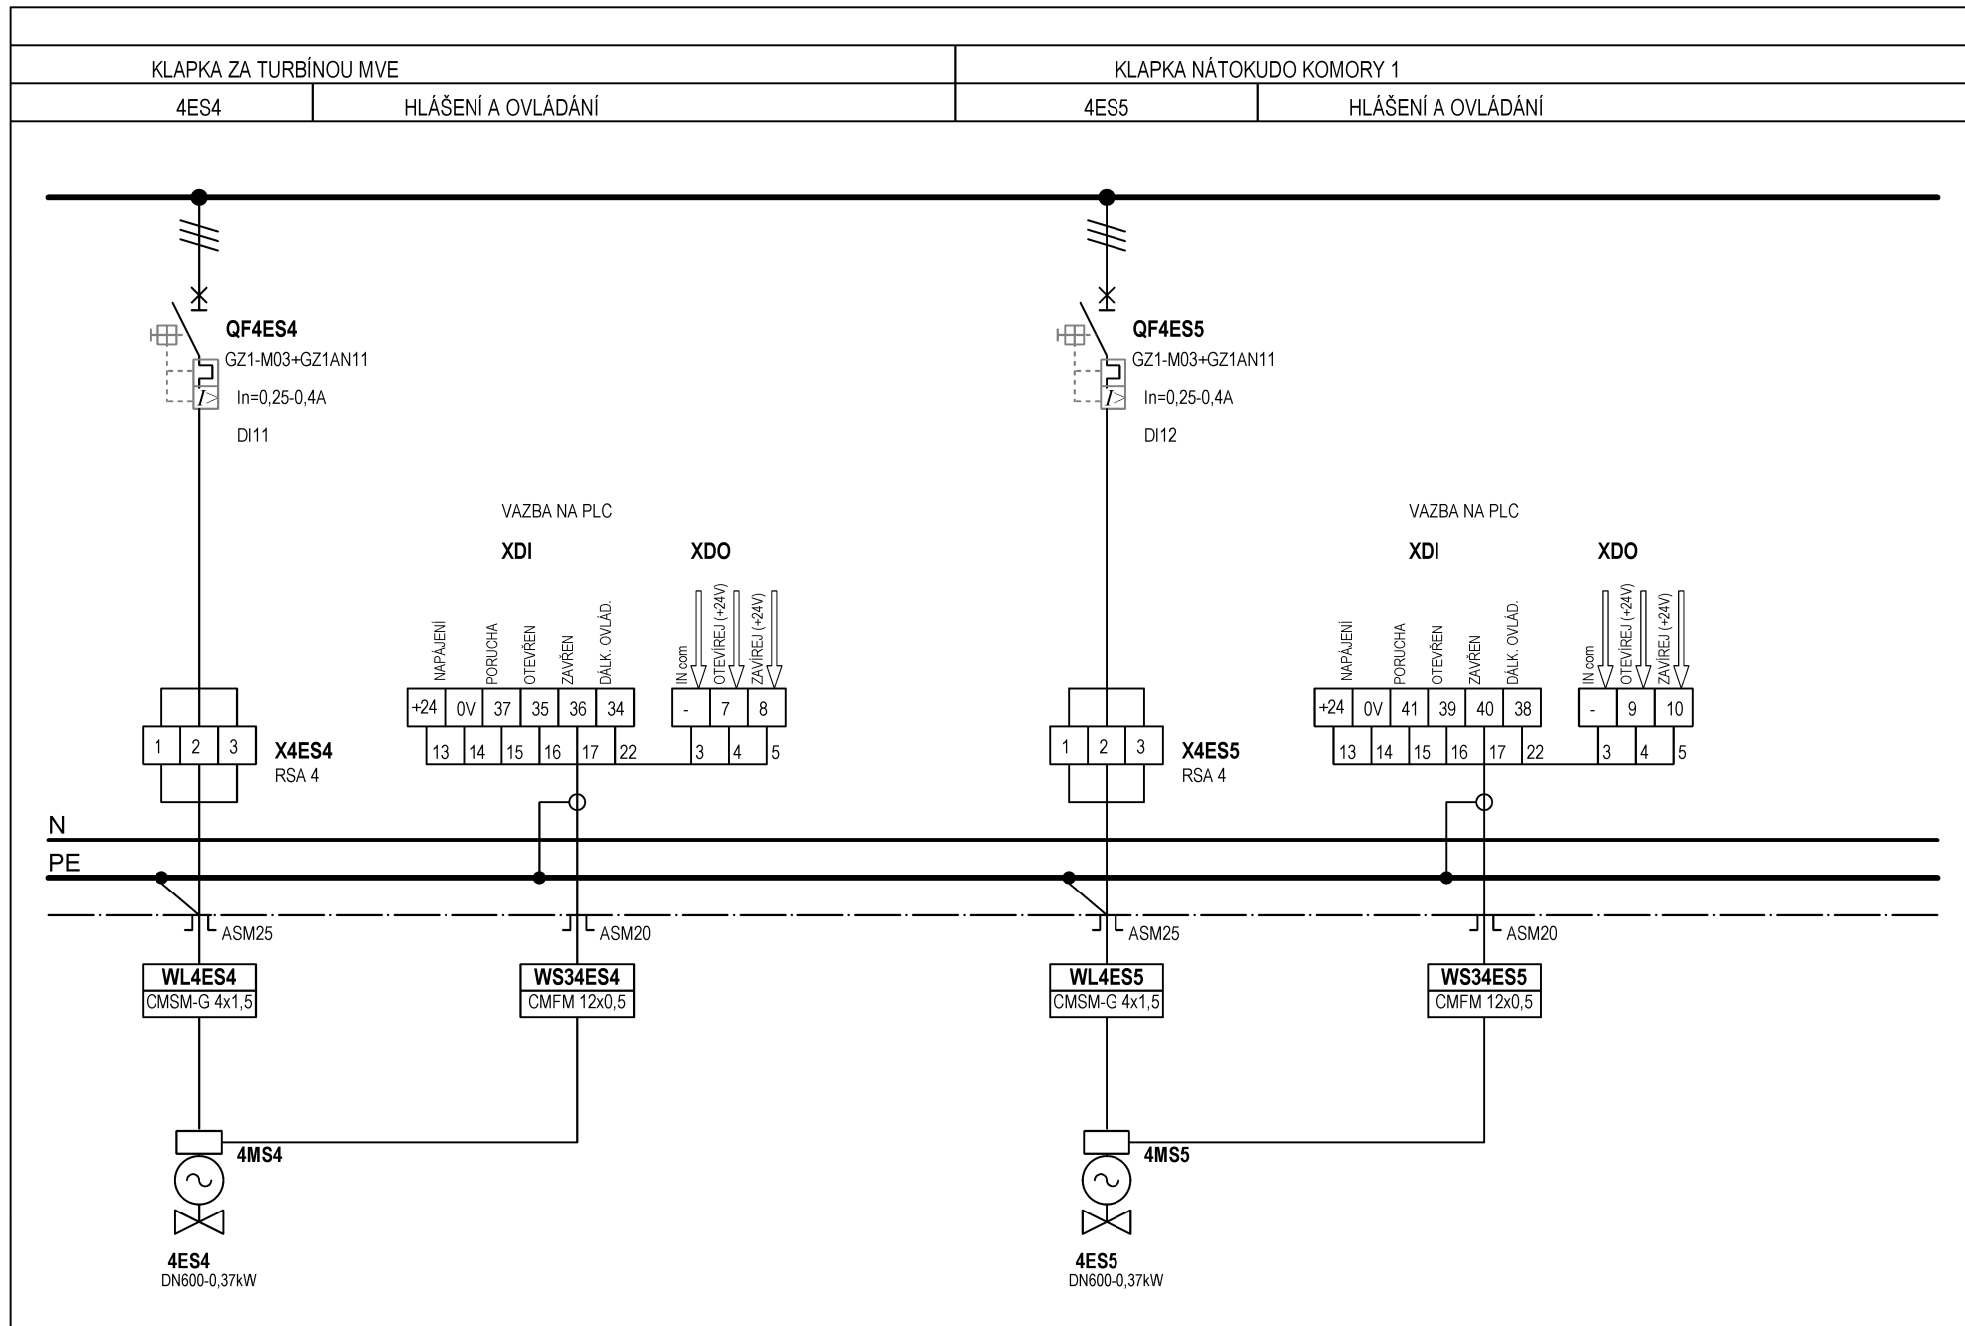 KLAPKA ZA TURBÍNOU MVE
KLAPKA NÁTOKUDO KOMORY 1
4ES4
HLÁŠENÍ A OVLÁDÁNÍ
4ES5
HLÁŠENÍ A OVLÁDÁNÍ
QF4ES4
GZ1-M03+GZ1AN11
I>
In=0,25-0,4A
DI11
VAZBA NA PLC
XDI
XDO
NAPÁJENÍ
PORUCHA
OTEVŘEN
ZAVŘEN
DÁLK. OVLÁD.
IN com
OTEVÍREJ (+24V)
ZAVÍREJ (+24V)
+24 0V 37 35 36 34
- 7 8
13 14 15 16 17 22
3 4 5
1 2 3
X4ES4
RSA 4
QF4ES5
GZ1-M03+GZ1AN11
I>
In=0,25-0,4A
DI12
VAZBA NA PLC
XDI
XDO
NAPÁJENÍ
PORUCHA
OTEVŘEN
ZAVŘEN
DÁLK. OVLÁD.
IN com
OTEVÍREJ (+24V)
ZAVÍREJ (+24V)
+24 0V 41 39 40 38
- 9 10
13 14 15 16 17 22
3 4 5
1 2 3
X4ES5
RSA 4
N
PE
ASM25
ASM20
ASM25
ASM20
WL4ES4
CMSM-G 4x1,5
WS34ES4
CMFM 12x0,5
WL4ES5
CMSM-G 4x1,5
WS34ES5
CMFM 12x0,5
4MS4
4MS5
4ES4
DN600-0,37kW
4ES5
DN600-0,37kW